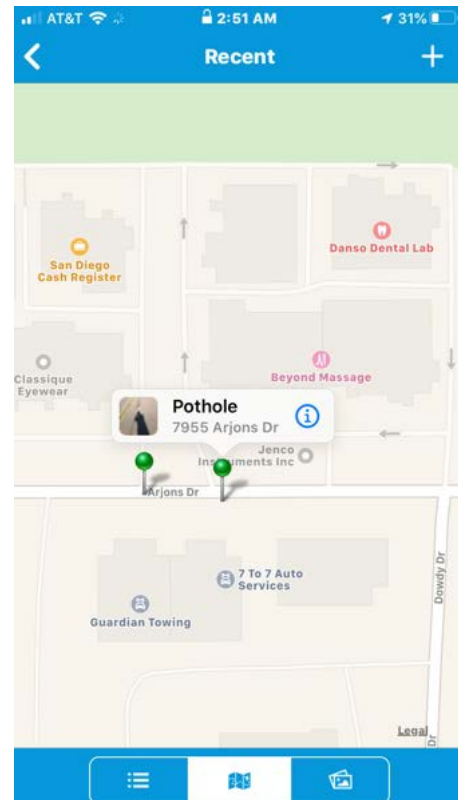 AT&T
2:51 AM
31%
Recent
Danso Dental Lab
San Diego
Cash Register
Classique
Eyewear
Beyond Massage
Pothole
7955 Arjons Dr
Jenco
Instruments Inc
Arjons Dr
7 To 7 Auto
Services
Dowdy Dr
Guardian Towing
Legal
Dr